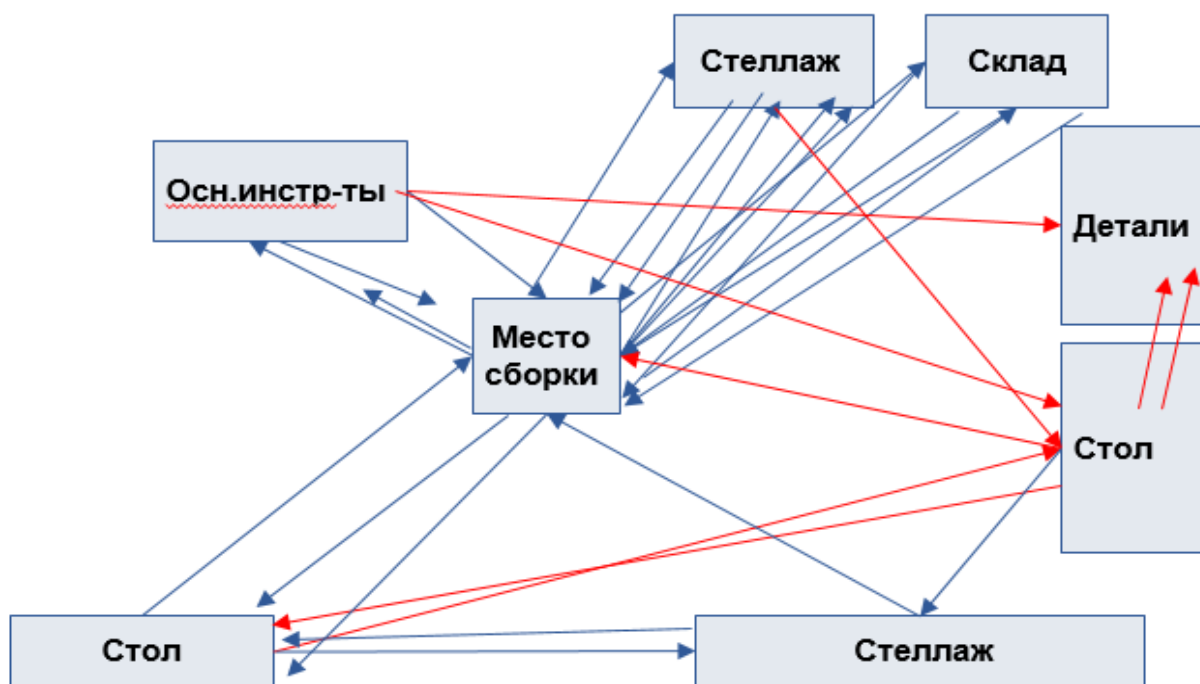 Стеллаж
Склад
Осн.инстр-ты
Детали
Место
сборки
Стол
Стол
Стеллаж